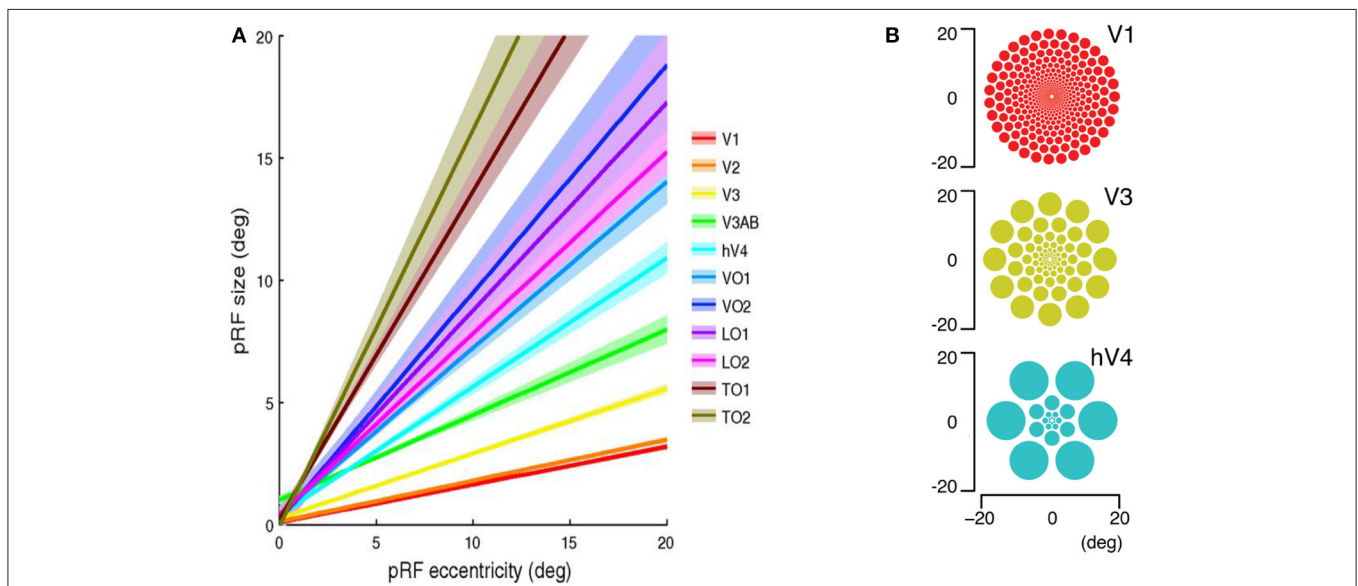 A
20
15
10
5
0
pRF size (deg)
0 5 10 15 20
pRF eccentricity (deg)
V1
V2
V3
V3AB
hV4
VO1
VO2
LO1
LO2
TO1
TO2
B
V1
20
0
-20
V3
20
0
-20
hV4
20
0
-20
−20 0 20
(deg)